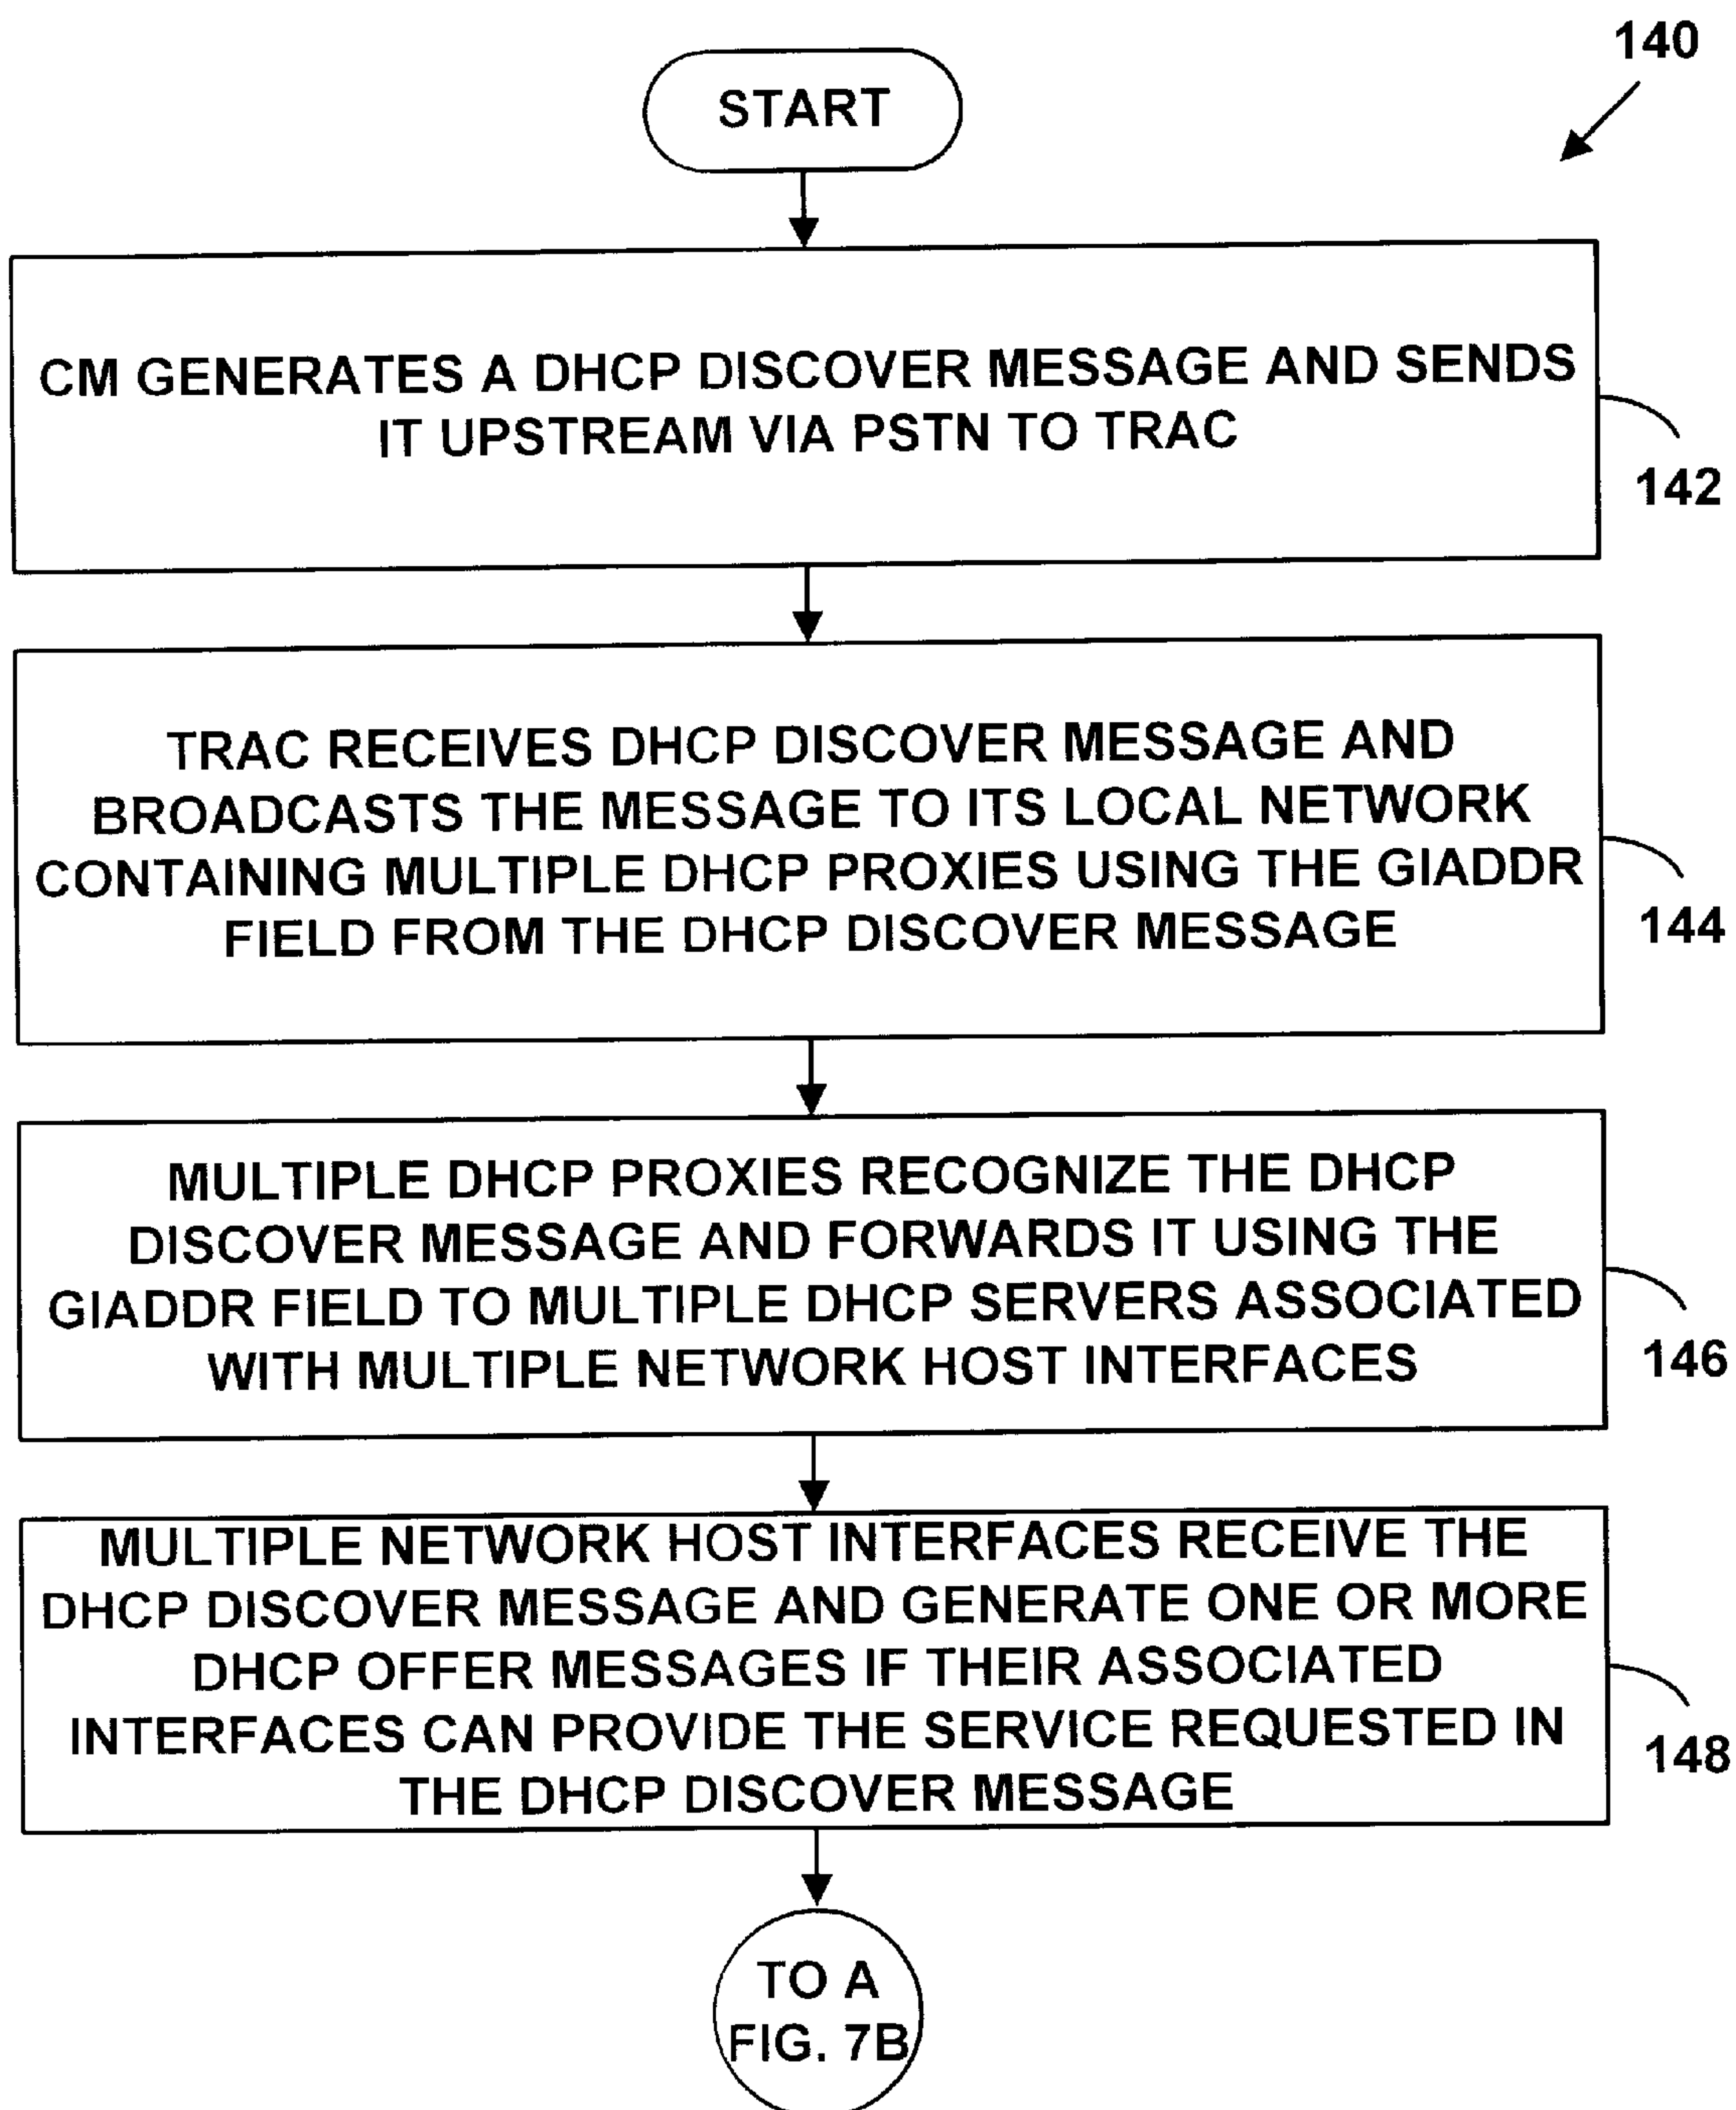 140
START
CM GENERATES A DHCP DISCOVER MESSAGE AND SENDS
IT UPSTREAM VIA PSTN TO TRAC
142
TRAC RECEIVES DHCP DISCOVER MESSAGE AND
BROADCASTS THE MESSAGE TO ITS LOCAL NETWORK
CONTAINING MULTIPLE DHCP PROXIES USING THE GIADDR
FIELD FROM THE DHCP DISCOVER MESSAGE
144
MULTIPLE DHCP PROXIES RECOGNIZE THE DHCP
DISCOVER MESSAGE AND FORWARDS IT USING THE
GIADDR FIELD TO MULTIPLE DHCP SERVERS ASSOCIATED
WITH MULTIPLE NETWORK HOST INTERFACES
146
MULTIPLE NETWORK HOST INTERFACES RECEIVE THE
DHCP DISCOVER MESSAGE AND GENERATE ONE OR MORE
DHCP OFFER MESSAGES IF THEIR ASSOCIATED
INTERFACES CAN PROVIDE THE SERVICE REQUESTED IN
THE DHCP DISCOVER MESSAGE
148
TO A
FIG. 7B